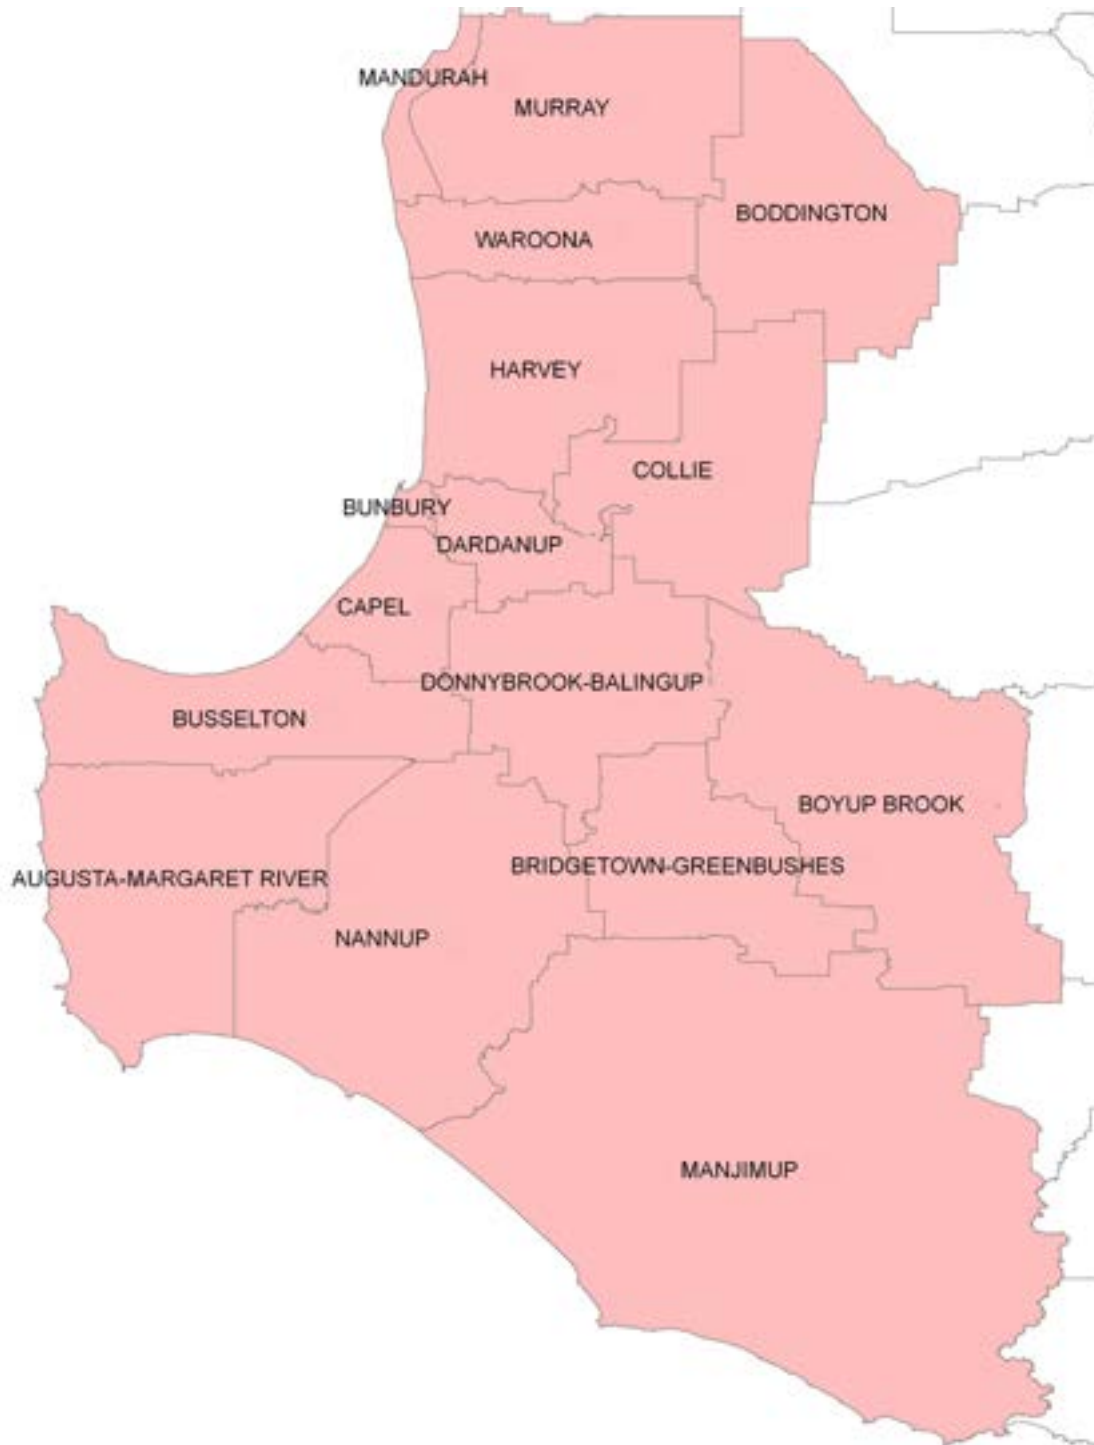 MANDURAH
MURRAY
BODDINGTON
WAROONA
HARVEY
COLLIE
BUNBURY
DARDANUP
CAPEL
DONNYBROOK-BALINGUP
BUSSELTON
BOYUP BROOK
BRIDGETOWN-GREENBUSHES
AUGUSTA-MARGARET RIVER
NANNUP
MANJIMUP